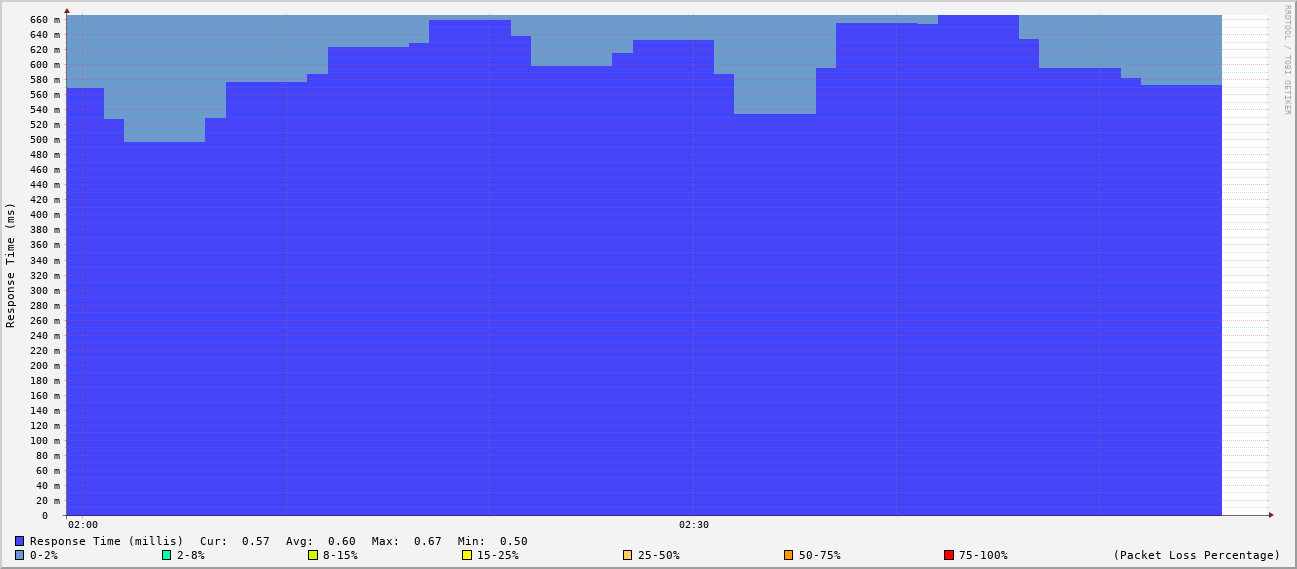 RRDTOOL / TOBI OETIKER
Response Time (ms)
660 m
640 m
620 m
600 m
580 m
560 m
540 m
520 m
500 m
480 m
460 m
440 m
420 m
400 m
380 m
360 m
340 m
320 m
300 m
280 m
260 m
240 m
220 m
200 m
180 m
160 m
140 m
120 m
100 m
80 m
60 m
40 m
20 m
0
02:00 02:30
Response Time (millis) Cur: 0.57 Avg: 0.60 Max: 0.67 Min: 0.50
0-2% 2-8% 8-15% 15-25% 25-50% 50-75% 75-100% (Packet Loss Percentage)